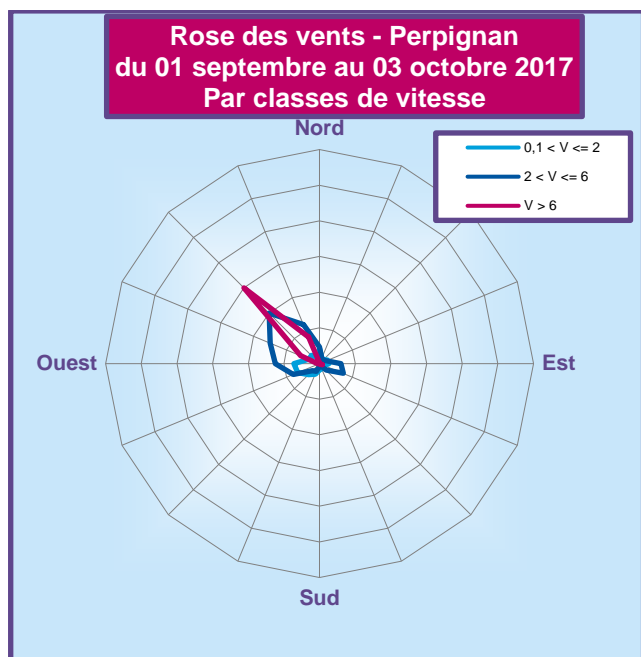 Rose des vents - Perpignan
du 01 septembre au 03 octobre 2017
Par classes de vitesse
Nord
0,1 < V <= 2
2 < V <= 6
V > 6
Ouest
Est
Sud